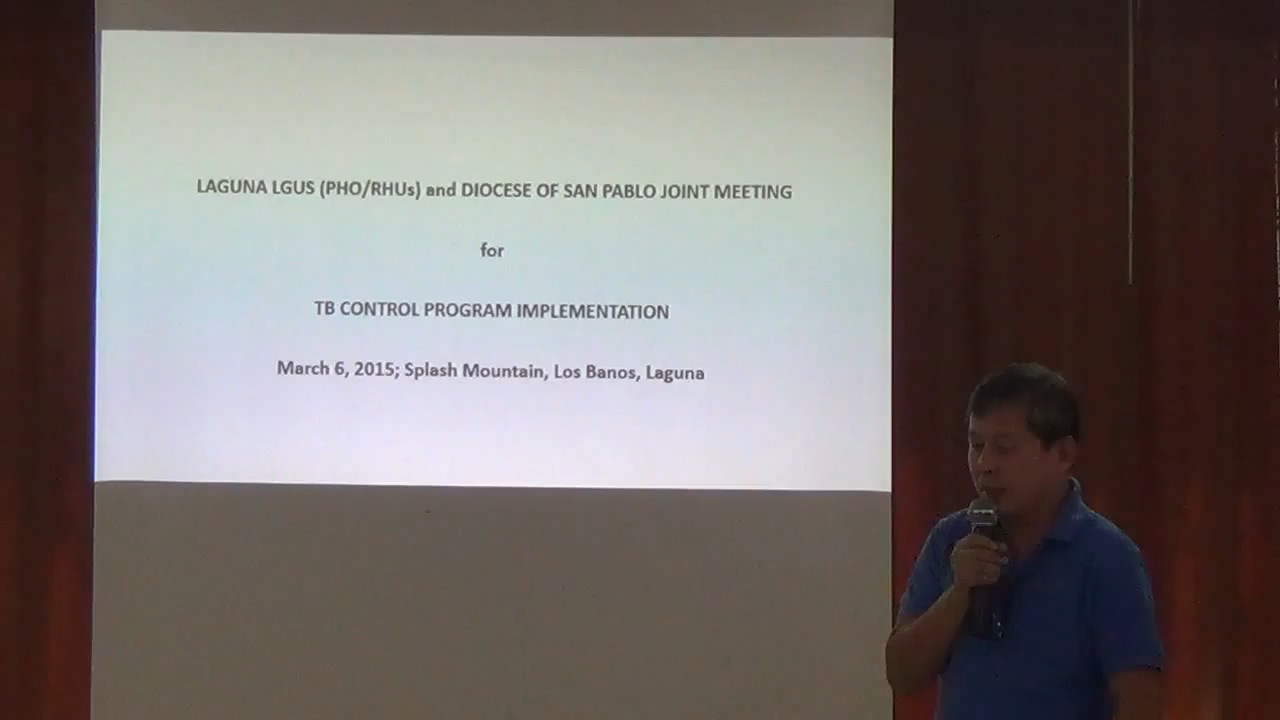 LAGUNA LGUS (PHO/RHUs) and DIOCESE OF SAN PABLO JOINT MEETING
for
TB CONTROL PROGRAM IMPLEMENTATION
March 6, 2015; Splash Mountain, Los Banos, Laguna